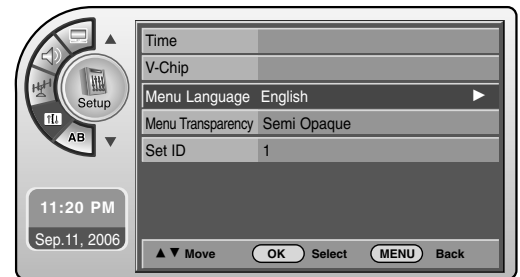 Setup
AB
11:20 PM
Sep.11, 2006
Time
V-Chip
Menu Language English ►
Menu Transparency Semi Opaque
Set ID 1
▲▼ Move OK Select MENU Back